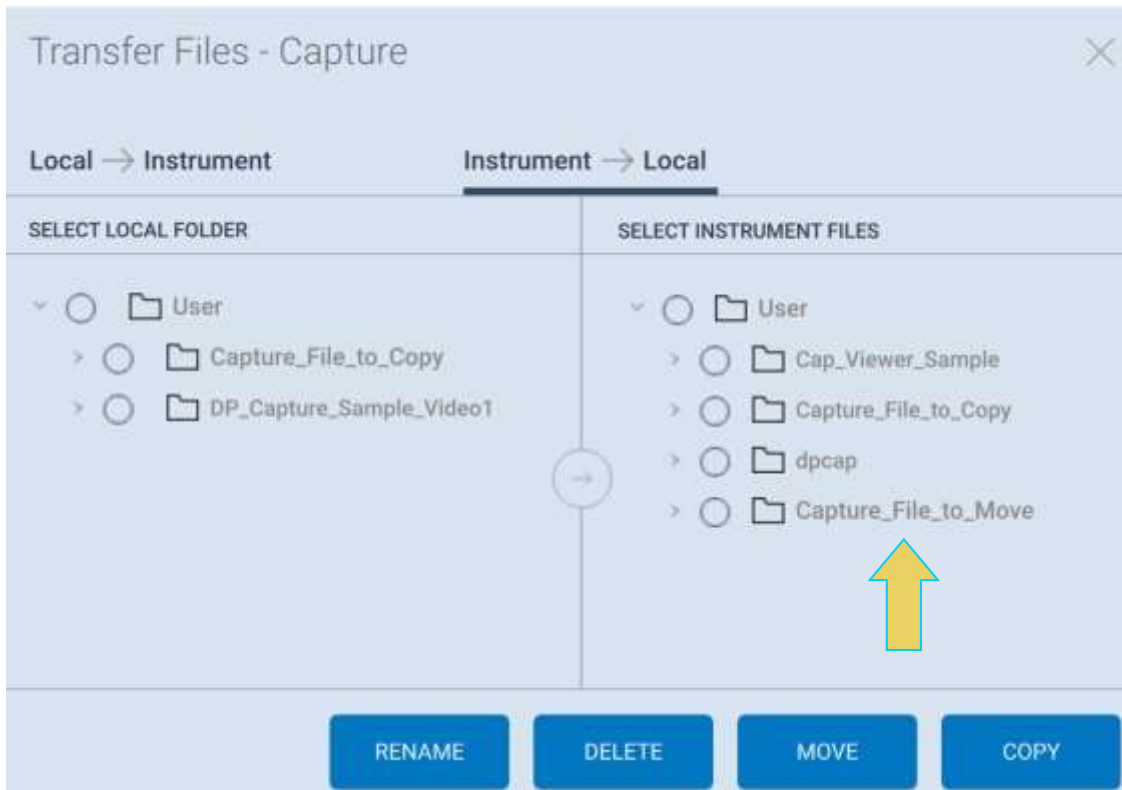 Transfer Files - Capture
Local → Instrument
Instrument → Local
SELECT LOCAL FOLDER
User
Capture_File_to_Copy
DP_Capture_Sample_Video1
SELECT INSTRUMENT FILES
User
Cap_Viewer_Sample
Capture_File_to_Copy
dpcap
Capture_File_to_Move
RENAME
DELETE
MOVE
COPY